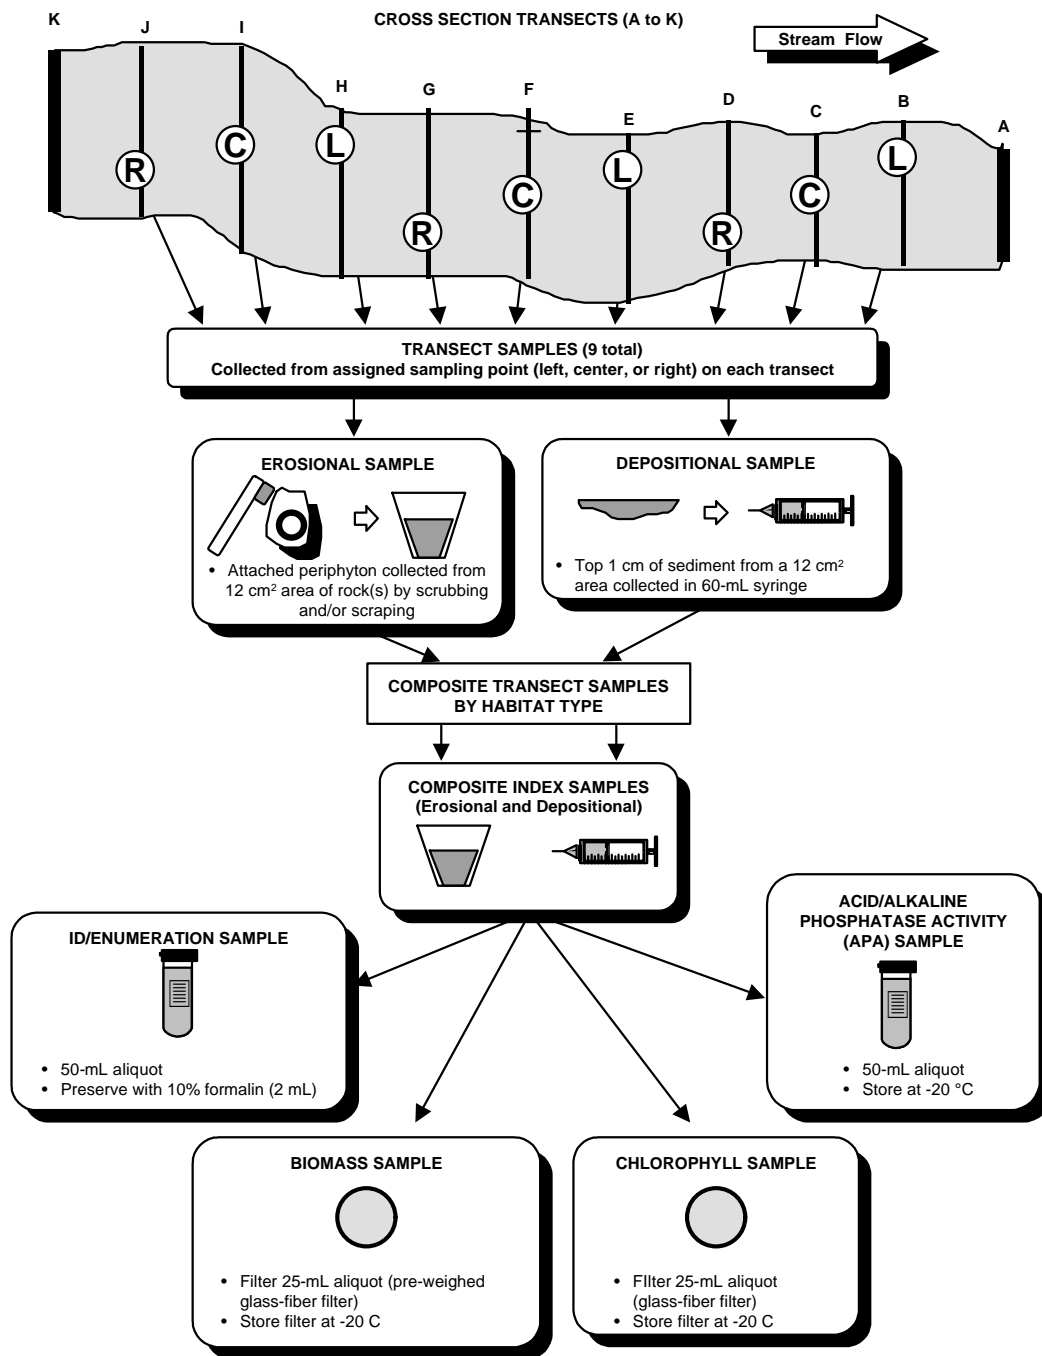 CROSS SECTION TRANSECTS (A to K)
Stream Flow
K
J
I
H
G
F
E
D
C
B
A
R
C
L
R
C
L
R
C
L
TRANSECT SAMPLES (9 total)
Collected from assigned sampling point (left, center, or right) on each transect
EROSIONAL SAMPLE
• Attached periphyton collected from
12 cm² area of rock(s) by scrubbing
and/or scraping
DEPOSITIONAL SAMPLE
• Top 1 cm of sediment from a 12 cm²
area collected in 60-mL syringe
COMPOSITE TRANSECT SAMPLES
BY HABITAT TYPE
COMPOSITE INDEX SAMPLES
(Erosional and Depositional)
ID/ENUMERATION SAMPLE
• 50-mL aliquot
• Preserve with 10% formalin (2 mL)
ACID/ALKALINE
PHOSPHATASE ACTIVITY
(APA) SAMPLE
• 50-mL aliquot
• Store at -20 °C
BIOMASS SAMPLE
• Filter 25-mL aliquot (pre-weighed
glass-fiber filter)
• Store filter at -20 C
CHLOROPHYLL SAMPLE
• FIlter 25-mL aliquot
(glass-fiber filter)
• Store filter at -20 C